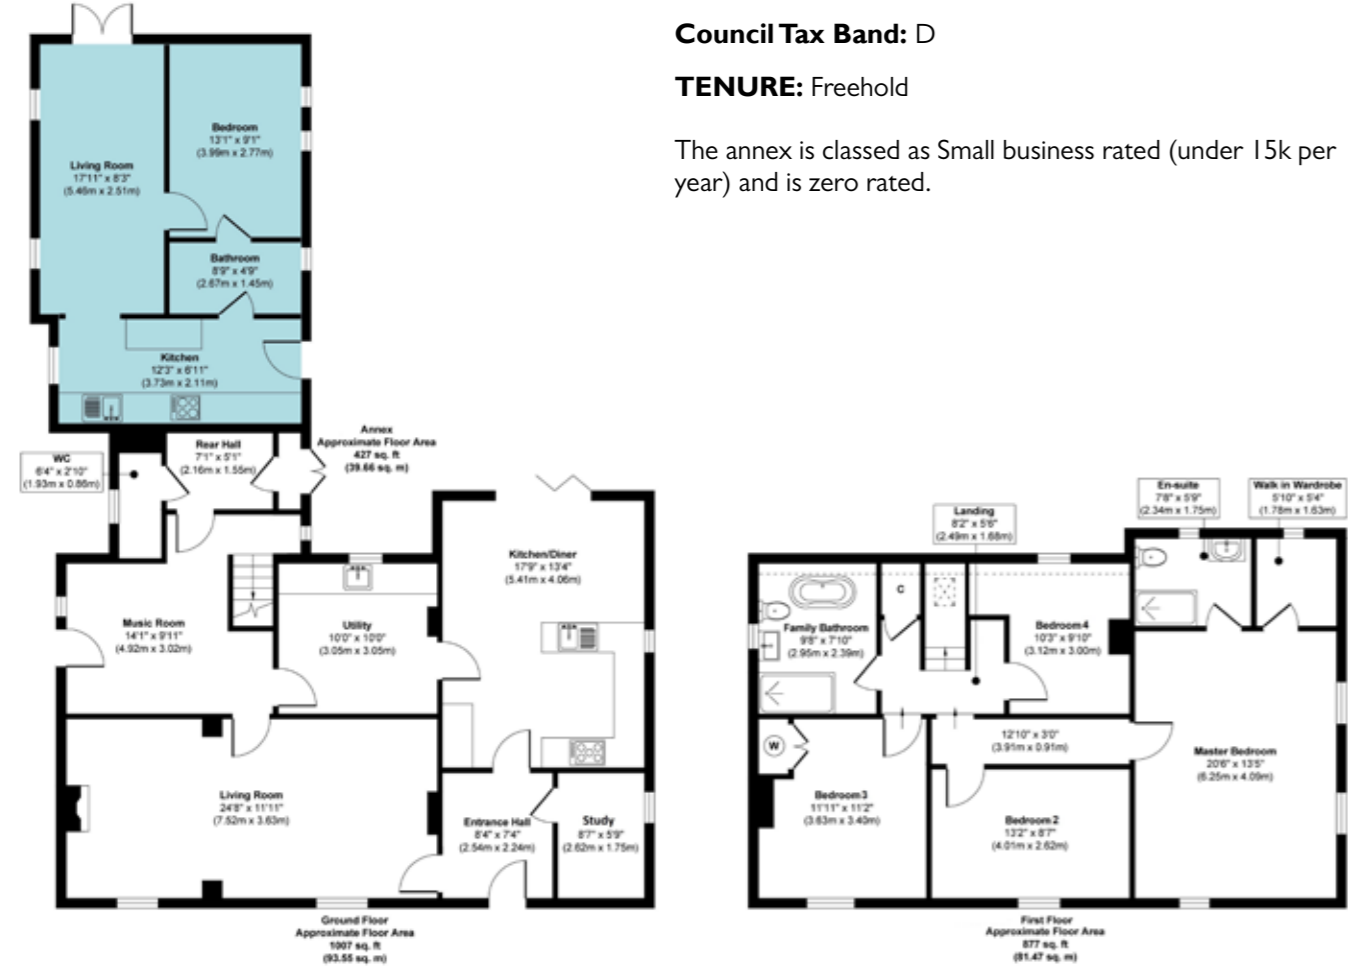 Council Tax Band: D
TENURE: Freehold
The annex is classed as Small business rated (under 15k per
year) and is zero rated.
Living Room
17'11" x 8'3"
(5.46m x 2.51m)
Bedroom
13'1" x 9'1"
(3.99m x 2.77m)
Bathroom
8'9" x 4'9"
(2.67m x 1.45m)
Kitchen
12'3" x 6'11"
(3.73m x 2.11m)
Annex
Approximate Floor Area
427 sq. ft
(39.66 sq. m)
WC
6'4" x 2'10"
(1.93m x 0.86m)
Rear Hall
7'1" x 5'1"
(2.16m x 1.55m)
Kitchen/Diner
17'9" x 13'4"
(5.41m x 4.06m)
Music Room
14'1" x 9'11"
(4.92m x 3.02m)
Utility
10'0" x 10'0"
(3.05m x 3.05m)
Living Room
24'8" x 11'11"
(7.52m x 3.63m)
Entrance Hall
8'4" x 7'4"
(2.54m x 2.24m)
Study
8'7" x 5'9"
(2.62m x 1.75m)
Ground Floor
Approximate Floor Area
1007 sq. ft
(93.55 sq. m)
Landing
8'2" x 5'6"
(2.49m x 1.68m)
En-suite
7'8" x 5'9"
(2.34m x 1.75m)
Walk in Wardrobe
5'10" x 5'4"
(1.78m x 1.63m)
C
Family Bathroom
9'8" x 7'10"
(2.95m x 2.39m)
Bedroom 4
10'3" x 9'10"
(3.12m x 3.00m)
W
12'10" x 3'0"
(3.91m x 0.91m)
Master Bedroom
20'6" x 13'5"
(6.25m x 4.09m)
Bedroom 3
11'11" x 11'2"
(3.63m x 3.40m)
Bedroom 2
13'2" x 8'7"
(4.01m x 2.62m)
First Floor
Approximate Floor Area
877 sq. ft
(81.47 sq. m)